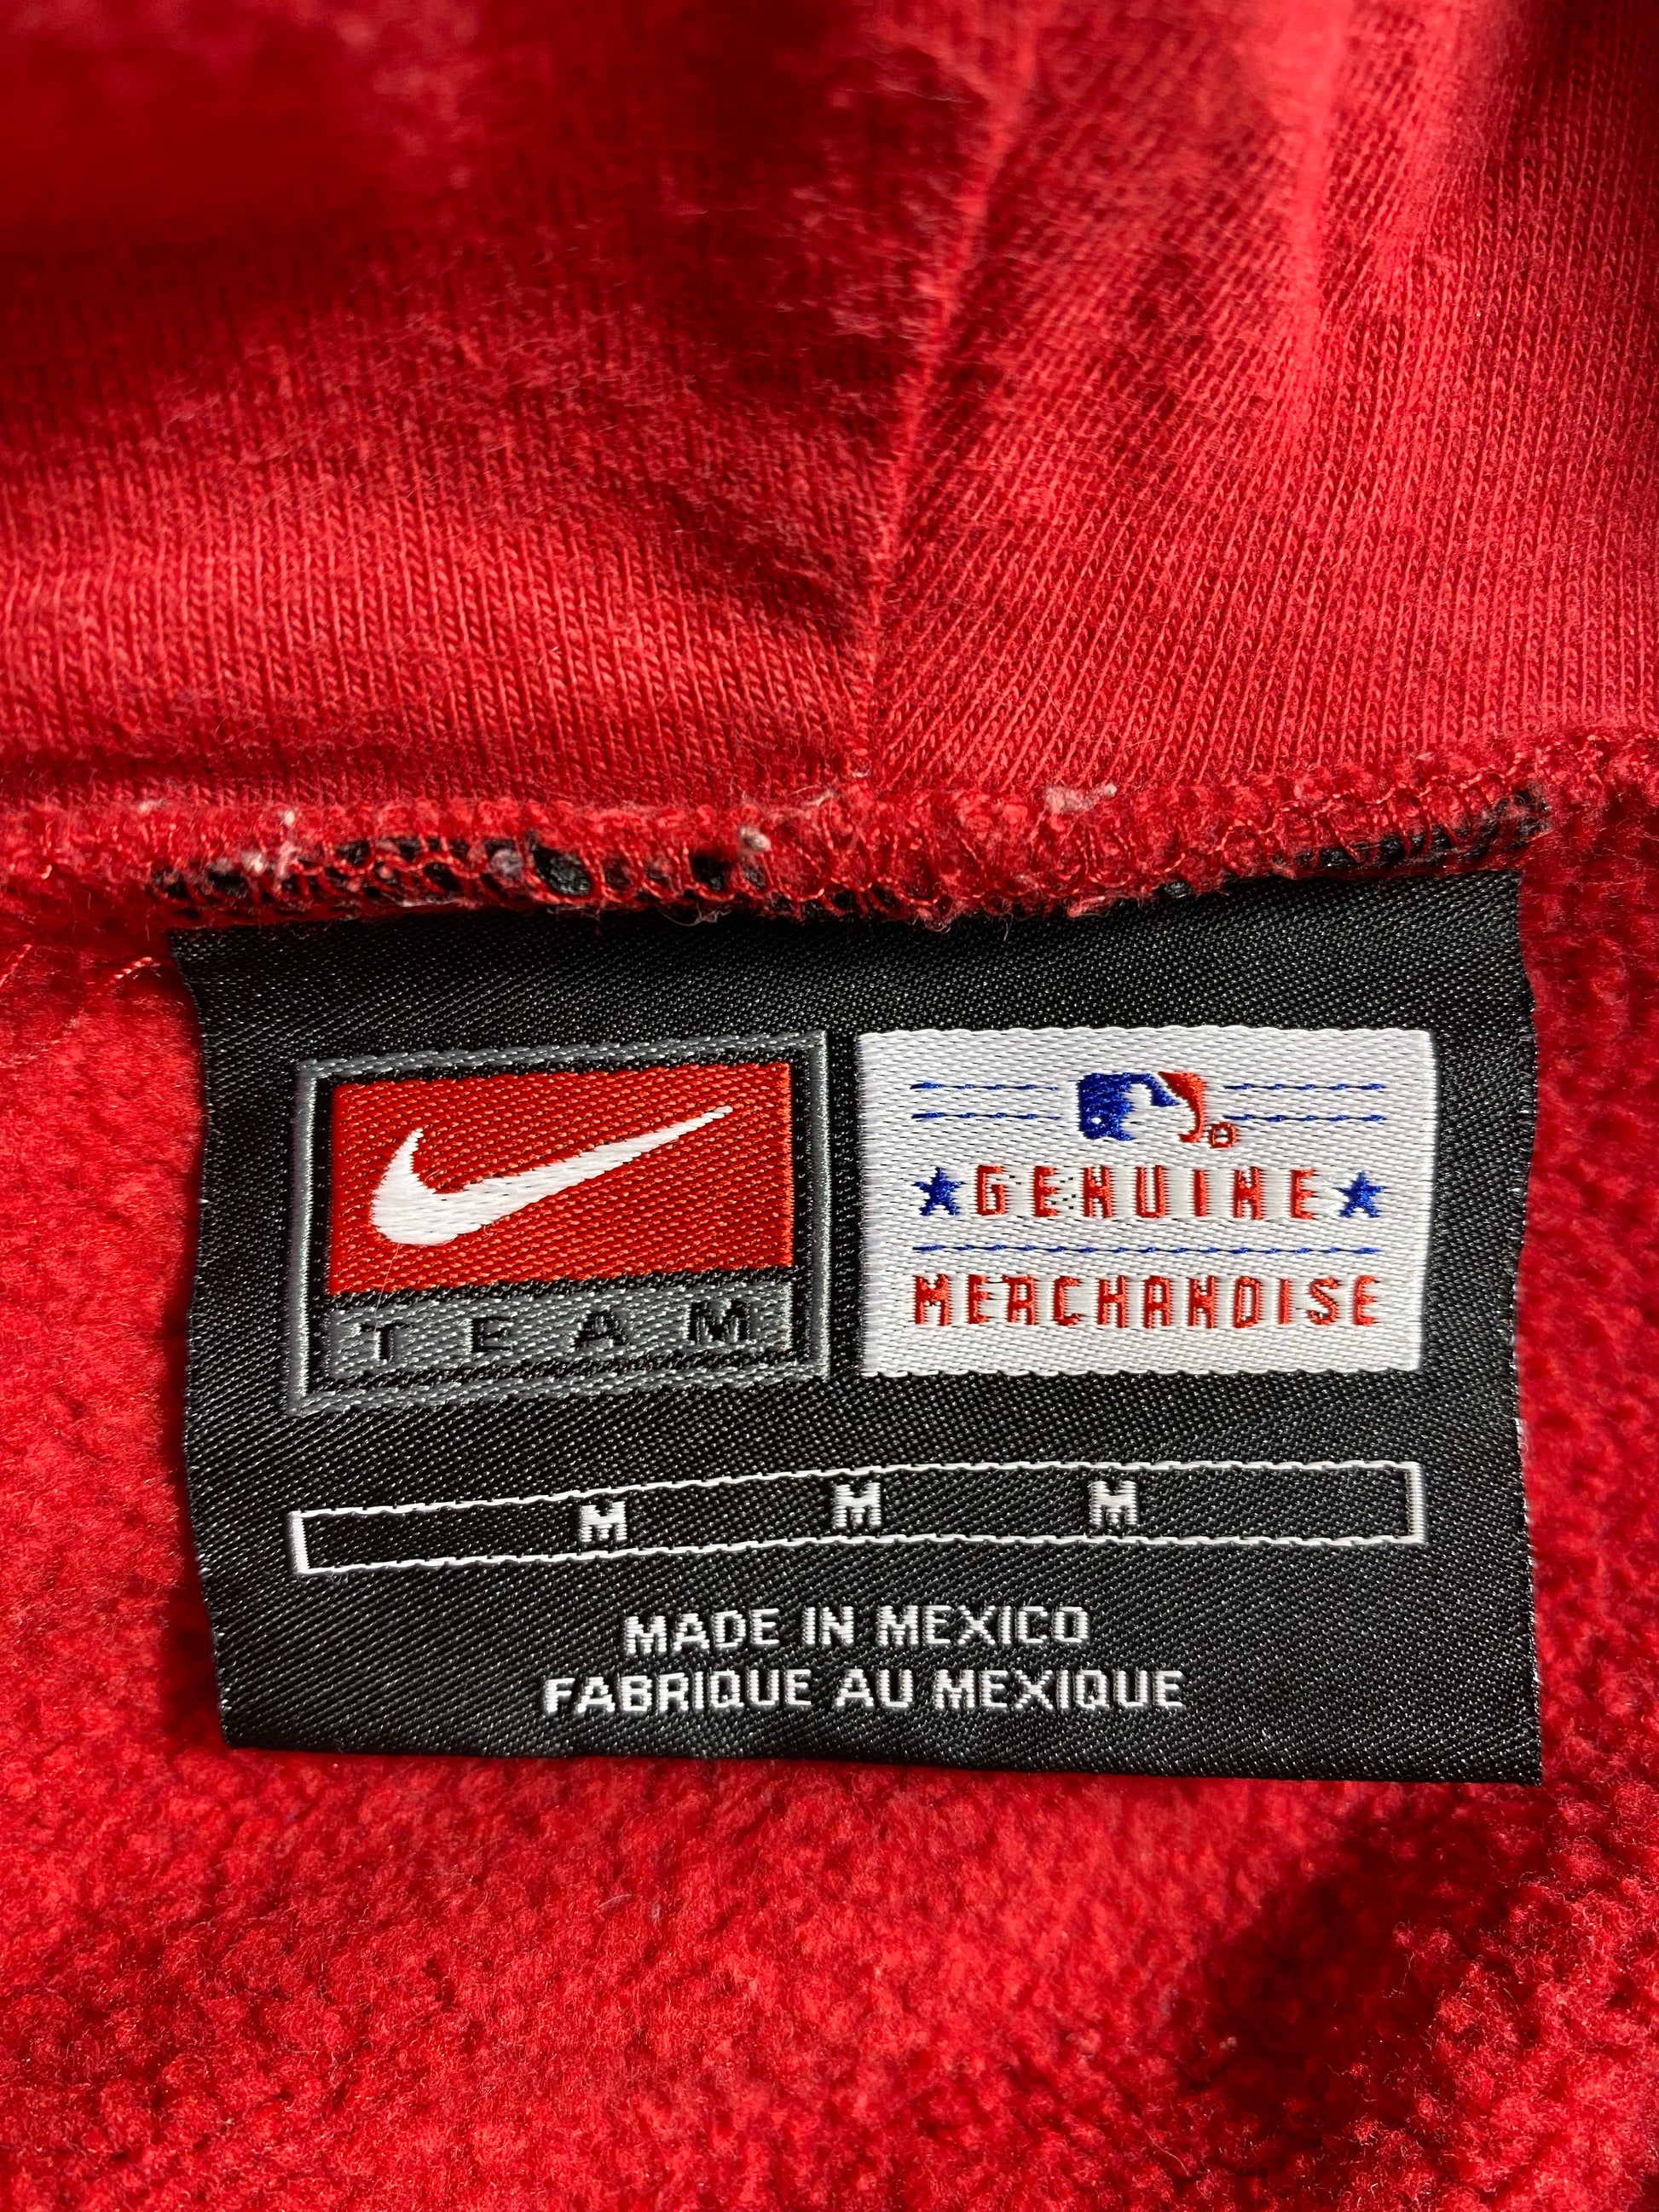 TEAM
GENUINE
MERCHANDISE
M M M
MADE IN MEXICO
FABRIQUE AU MEXIQUE